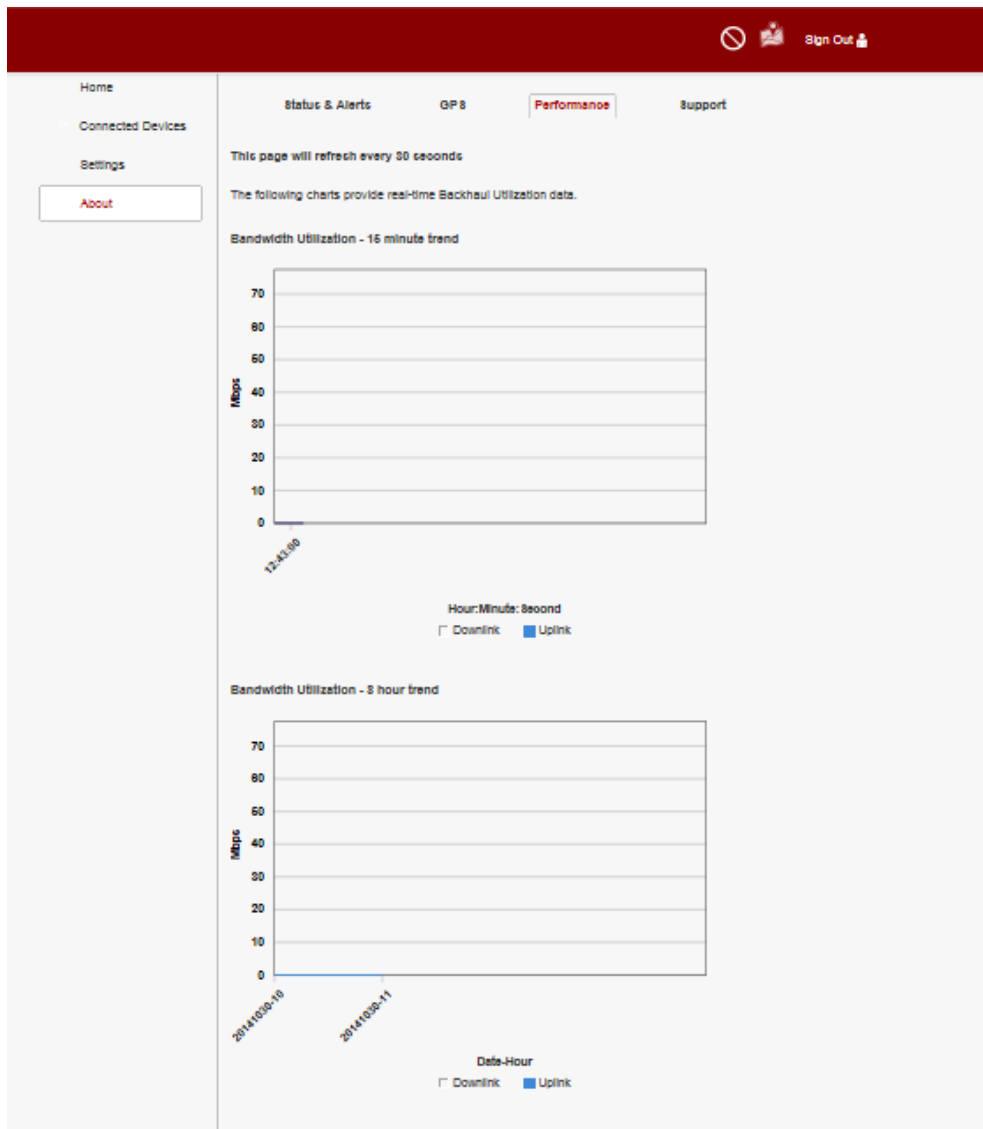 Sign Out
Home
Connected Devices
Settings
About
Status & Alerts
GPS
Performance
Support
This page will refresh every 30 seconds
The following charts provide real-time Backhaul Utilization data.
Bandwidth Utilization - 15 minute trend
70
60
50
40
30
20
10
0
Mbps
12:43:50
Hour:Minute:Second
Downlink
Uplink
Bandwidth Utilization - 8 hour trend
70
60
50
40
30
20
10
0
Mbps
20141030-10
20141030-11
Date-Hour
Downlink
Uplink